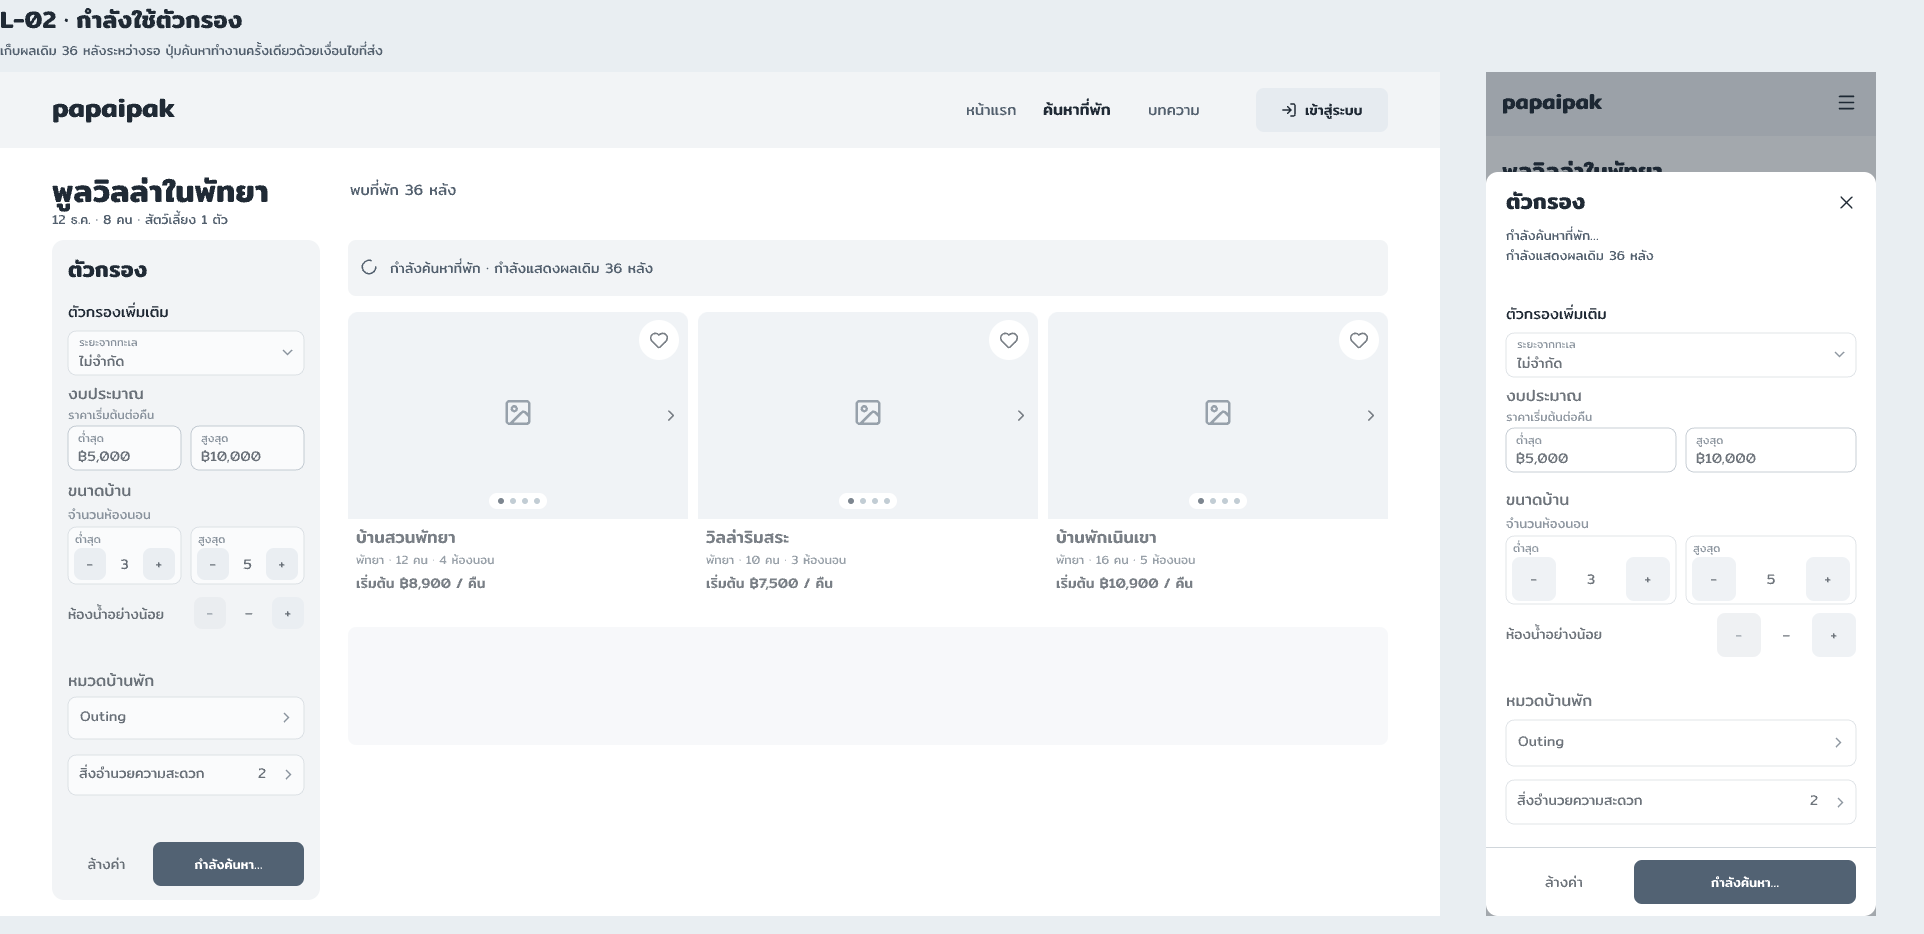 L-02 · กำลังใช้ตัวกรอง
เก็บผลเดิม 36 หลังระหว่างรอ ปุ่มค้นหาทำงานครั้งเดียวด้วยเงื่อนไขที่ส่ง
papaipak
หน้าแรก
ค้นหาที่พัก
บทความ
เข้าสู่ระบบ
พูลวิลล่าในพัทยา
12 ธ.ค. · 8 คน · สัตว์เลี้ยง 1 ตัว
พบที่พัก 36 หลัง
ตัวกรอง
ตัวกรองเพิ่มเติม
ระยะจากทะเล
ไม่จำกัด
งบประมาณ
ราคาเริ่มต้นต่อคืน
ต่ำสุด
฿5,000
สูงสุด
฿10,000
ขนาดบ้าน
จำนวนห้องนอน
ต่ำสุด
- 3 +
สูงสุด
- 5 +
ห้องน้ำอย่างน้อย - – +
หมวดบ้านพัก
Outing
สิ่งอำนวยความสะดวก 2
ล้างค่า
กำลังค้นหา...
กำลังค้นหาที่พัก · กำลังแสดงผลเดิม 36 หลัง
บ้านสวนพัทยา
พัทยา · 12 คน · 4 ห้องนอน
เริ่มต้น ฿8,900 / คืน
วิลล่าริมสระ
พัทยา · 10 คน · 3 ห้องนอน
เริ่มต้น ฿7,500 / คืน
บ้านพักเนินเขา
พัทยา · 16 คน · 5 ห้องนอน
เริ่มต้น ฿10,900 / คืน
papaipak
พูลวิลล่าในพัทยา
ตัวกรอง
กำลังค้นหาที่พัก...
กำลังแสดงผลเดิม 36 หลัง
ตัวกรองเพิ่มเติม
ระยะจากทะเล
ไม่จำกัด
งบประมาณ
ราคาเริ่มต้นต่อคืน
ต่ำสุด
฿5,000
สูงสุด
฿10,000
ขนาดบ้าน
จำนวนห้องนอน
ต่ำสุด
- 3 +
สูงสุด
- 5 +
ห้องน้ำอย่างน้อย - – +
หมวดบ้านพัก
Outing
สิ่งอำนวยความสะดวก 2
ล้างค่า
กำลังค้นหา...